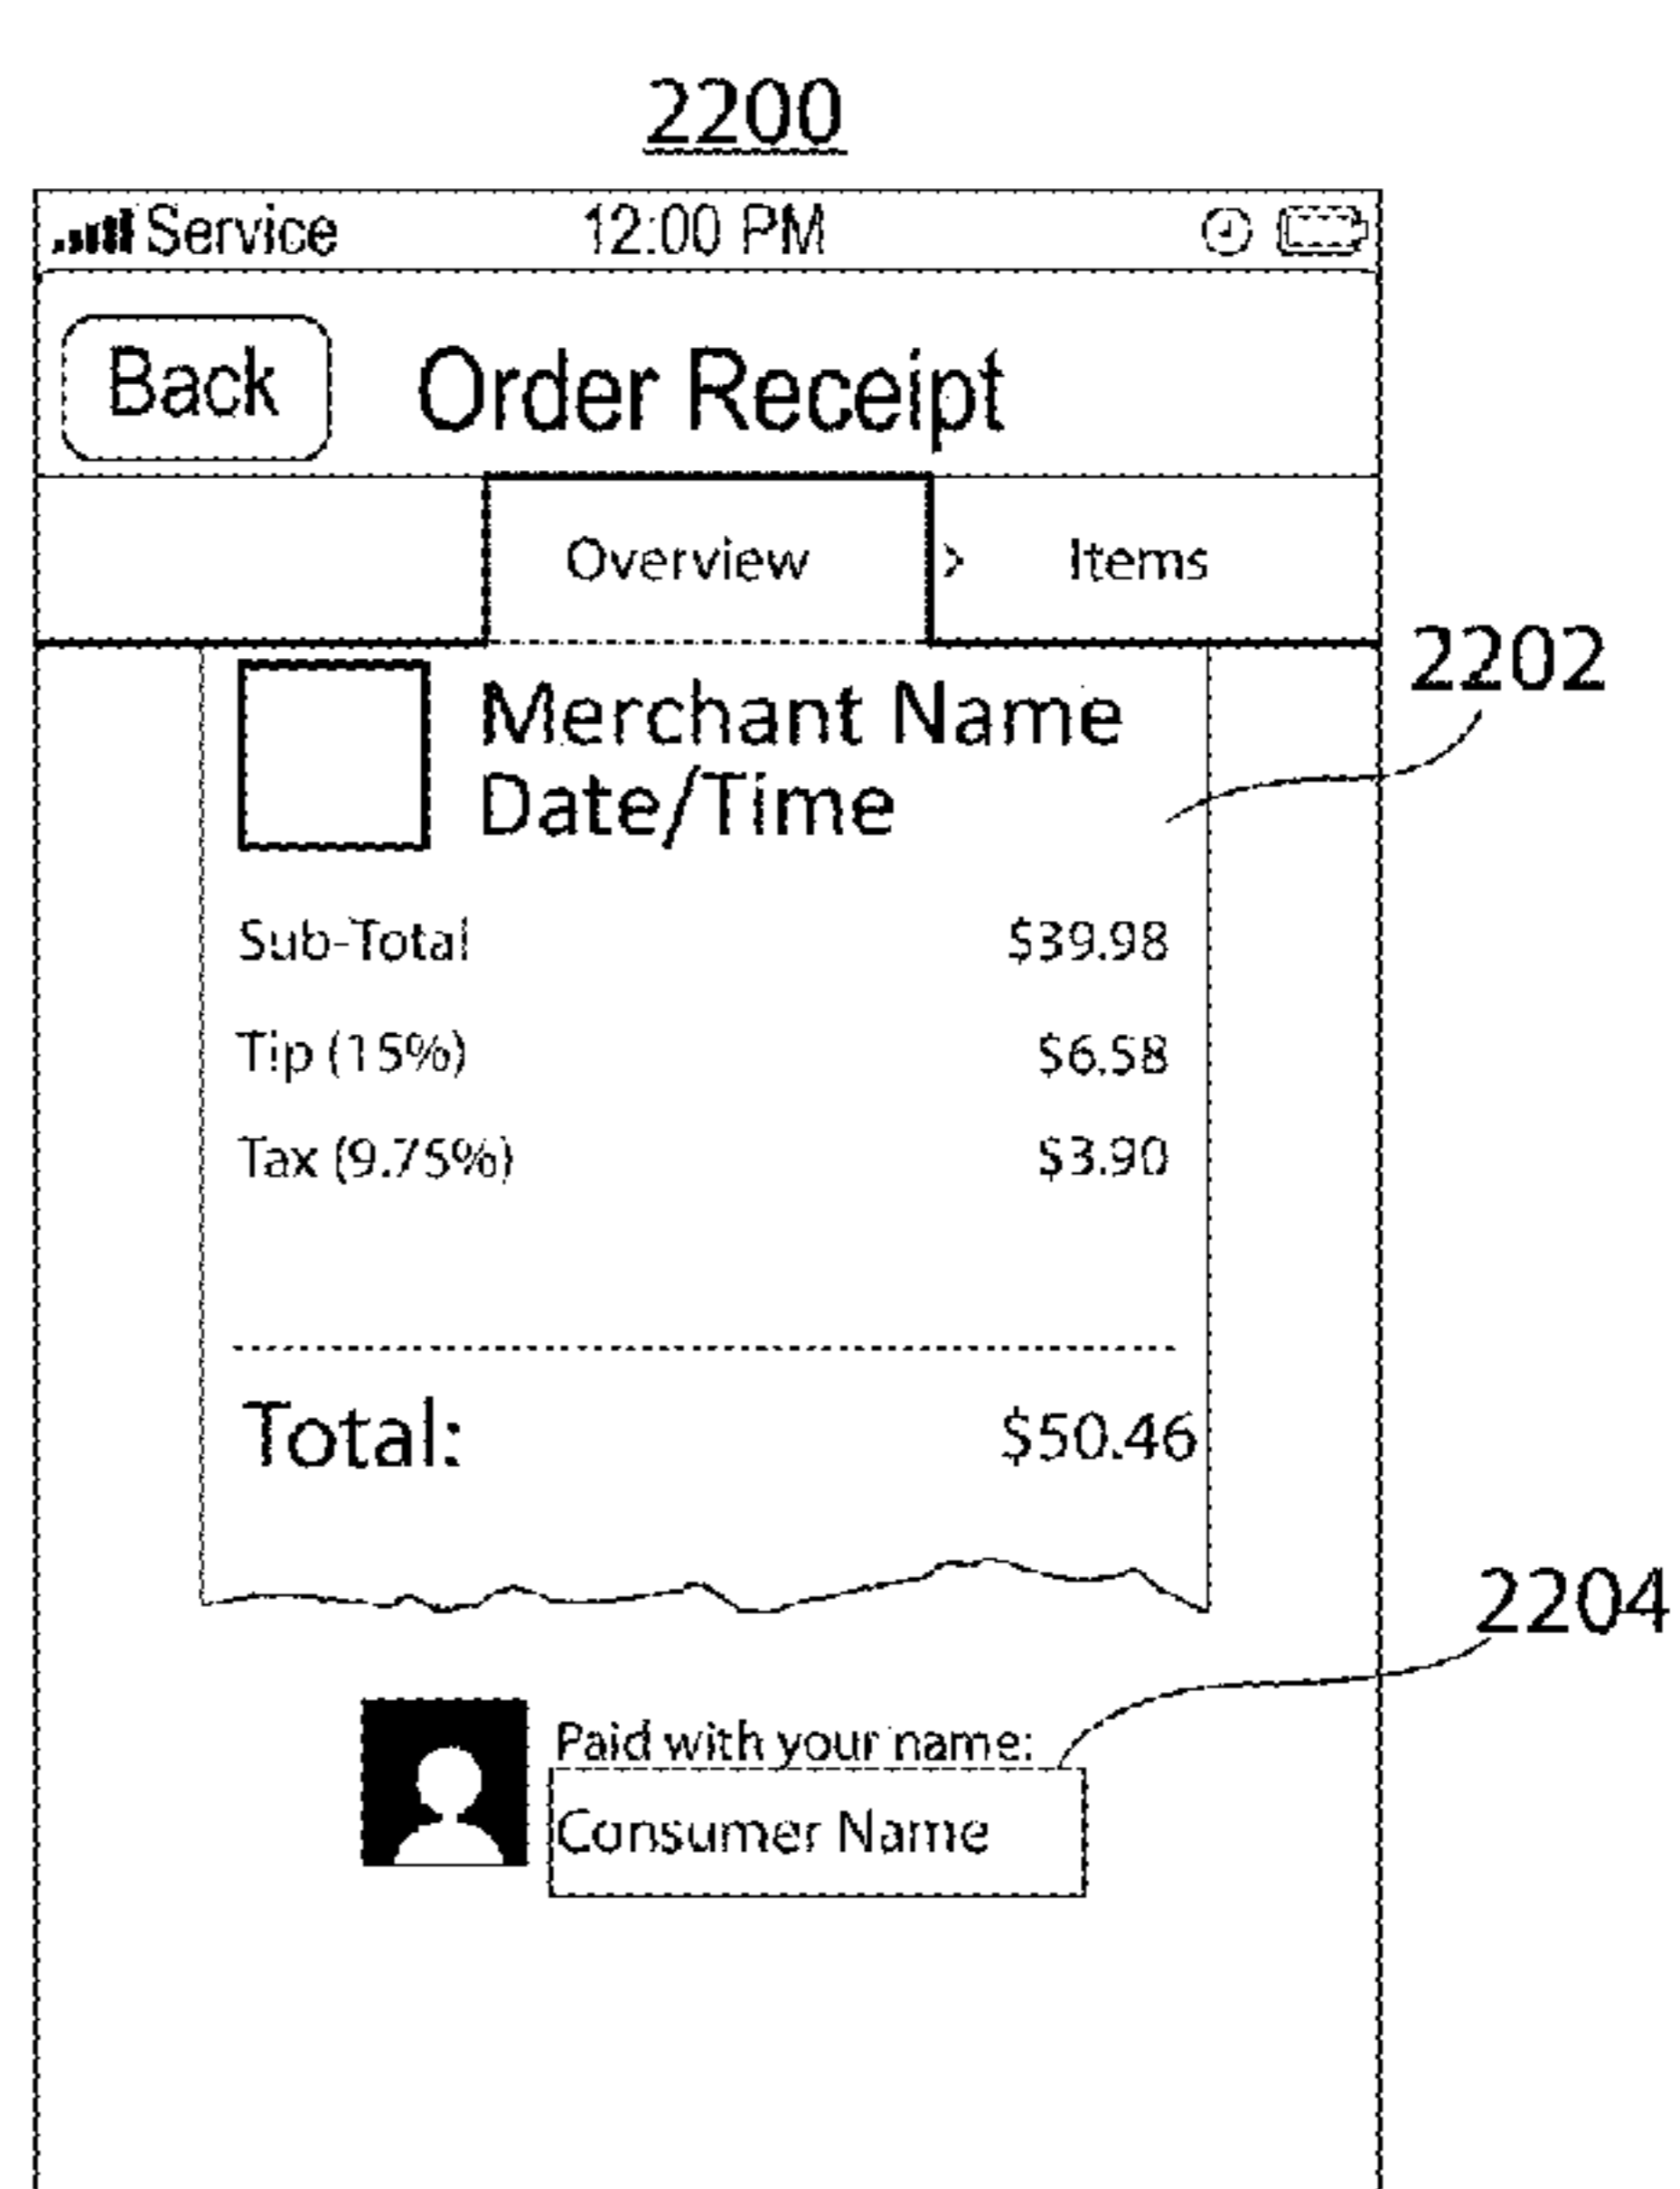 2200
Service 12:00 PM
Back Order Receipt
Overview > Items
2202
Merchant Name
Date/Time
Sub-Total $39.98
Tip (15%) $6.58
Tax (9.75%) $3.90
Total: $50.46
2204
Paid with your name:
Consumer Name